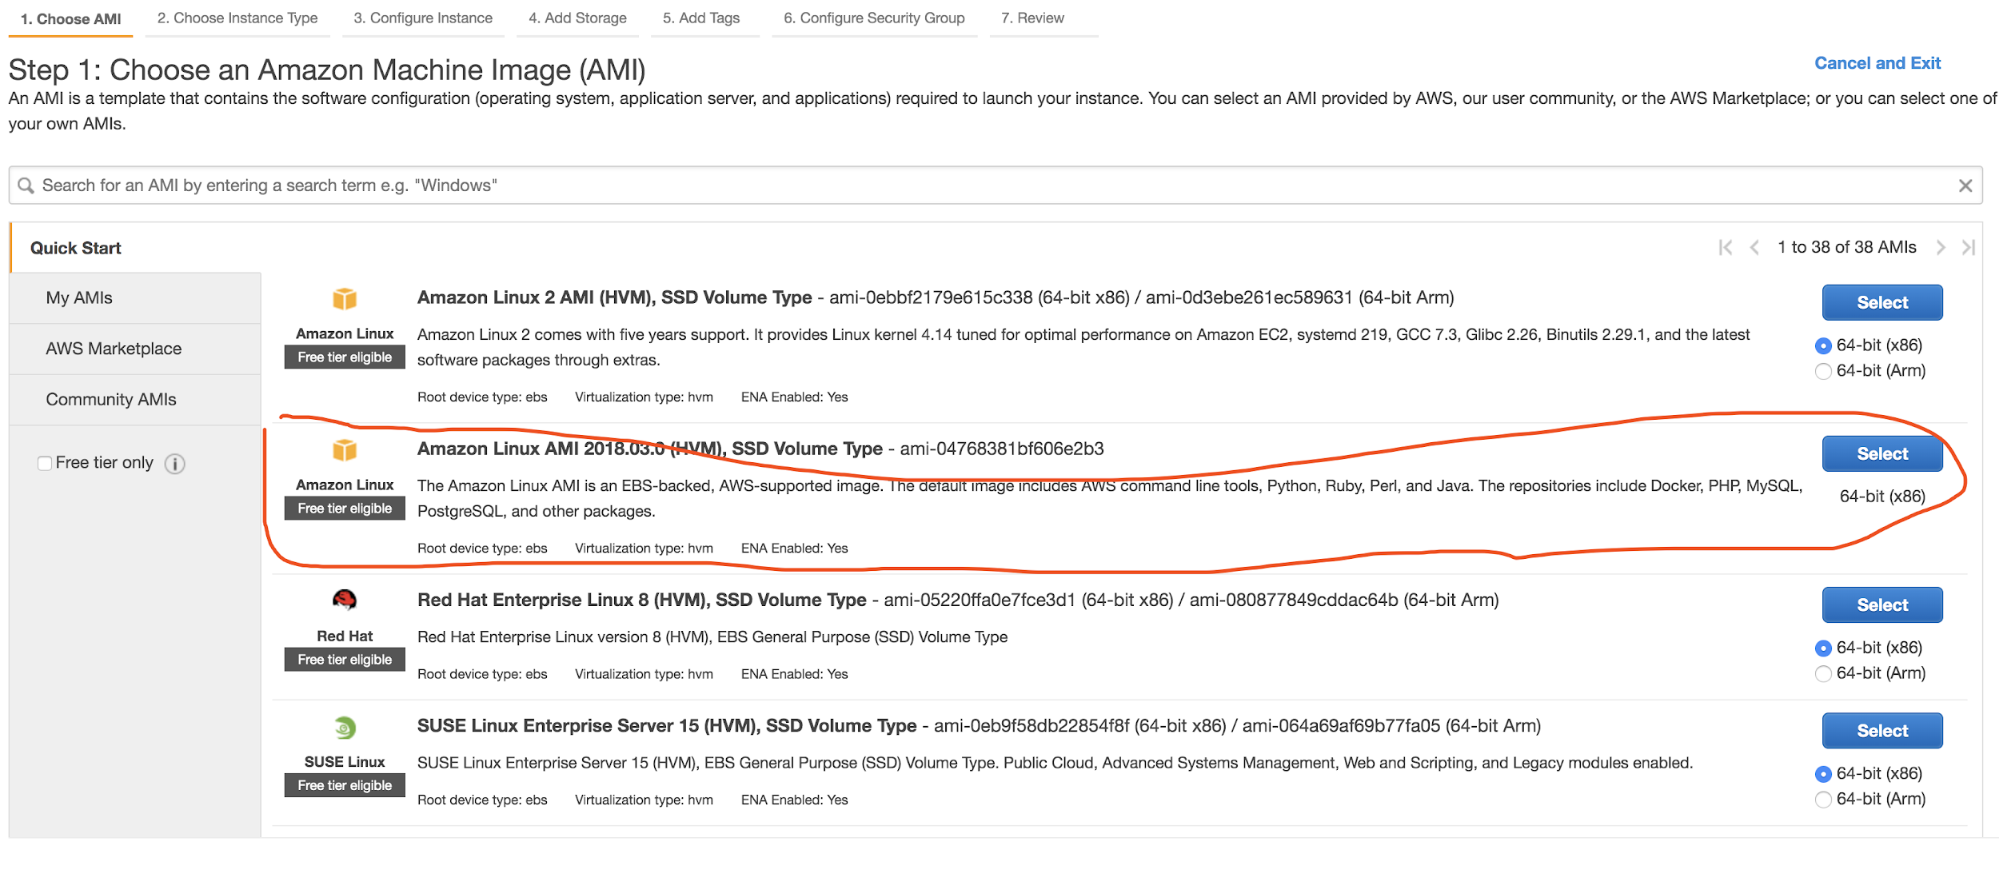 1. Choose AMI 2. Choose Instance Type 3. Configure Instance 4. Add Storage 5. Add Tags 6. Configure Security Group 7. Review
Step 1: Choose an Amazon Machine Image (AMI)
Cancel and Exit
An AMI is a template that contains the software configuration (operating system, application server, and applications) required to launch your instance. You can select an AMI provided by AWS, our user community, or the AWS Marketplace; or you can select one of
your own AMIs.
Search for an AMI by entering a search term e.g. "Windows"
Quick Start
1 to 38 of 38 AMIs
My AMIs
AWS Marketplace
Community AMIs
Free tier only
Amazon Linux
Free tier eligible
Amazon Linux 2 AMI (HVM), SSD Volume Type - ami-0ebbf2179e615c338 (64-bit x86) / ami-0d3ebe261ec589631 (64-bit Arm)
Amazon Linux 2 comes with five years support. It provides Linux kernel 4.14 tuned for optimal performance on Amazon EC2, systemd 219, GCC 7.3, Glibc 2.26, Binutils 2.29.1, and the latest
software packages through extras.
Root device type: ebs Virtualization type: hvm ENA Enabled: Yes
Select
64-bit (x86)
64-bit (Arm)
Amazon Linux
Free tier eligible
Amazon Linux AMI 2018.03.0 (HVM), SSD Volume Type - ami-04768381bf606e2b3
The Amazon Linux AMI is an EBS-backed, AWS-supported image. The default image includes AWS command line tools, Python, Ruby, Perl, and Java. The repositories include Docker, PHP, MySQL,
PostgreSQL, and other packages.
Root device type: ebs Virtualization type: hvm ENA Enabled: Yes
Select
64-bit (x86)
Red Hat
Free tier eligible
Red Hat Enterprise Linux 8 (HVM), SSD Volume Type - ami-05220ffa0e7fce3d1 (64-bit x86) / ami-080877849cddac64b (64-bit Arm)
Red Hat Enterprise Linux version 8 (HVM), EBS General Purpose (SSD) Volume Type
Root device type: ebs Virtualization type: hvm ENA Enabled: Yes
Select
64-bit (x86)
64-bit (Arm)
SUSE Linux
Free tier eligible
SUSE Linux Enterprise Server 15 (HVM), SSD Volume Type - ami-0eb9f58db22854f8f (64-bit x86) / ami-064a69af69b77fa05 (64-bit Arm)
SUSE Linux Enterprise Server 15 (HVM), EBS General Purpose (SSD) Volume Type. Public Cloud, Advanced Systems Management, Web and Scripting, and Legacy modules enabled.
Root device type: ebs Virtualization type: hvm ENA Enabled: Yes
Select
64-bit (x86)
64-bit (Arm)